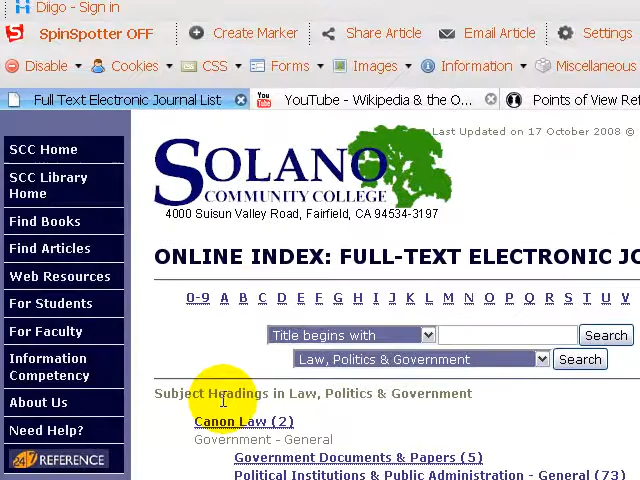 Diigo - Sign in
SpinSpotter OFF Create Marker Share Article Email Article Settings
Disable Cookies CSS Forms Images Information Miscellaneous
Full Text Electronic Journal List YouTube - Wikipedia & the O... Points of View Ref
Last Updated on 17 October 2008 ©
SCC Home
SCC Library
Home
Find Books
Find Articles
Web Resources
For Students
For Faculty
Information
Competency
About Us
Need Help?
24/7 REFERENCE
SOLANO
COMMUNITY COLLEGE
4000 Suisun Valley Road, Fairfield, CA 94534-3197
ONLINE INDEX: FULL-TEXT ELECTRONIC JO
0-9 A B C D E F G H I J K L M N O P Q R S T U V
Title begins with Search
Law, Politics & Government Search
Subject Headings in Law, Politics & Government
Canon Law (2)
Government - General
Government Documents & Papers (5)
Political Institutions & Public Administration - General (73)